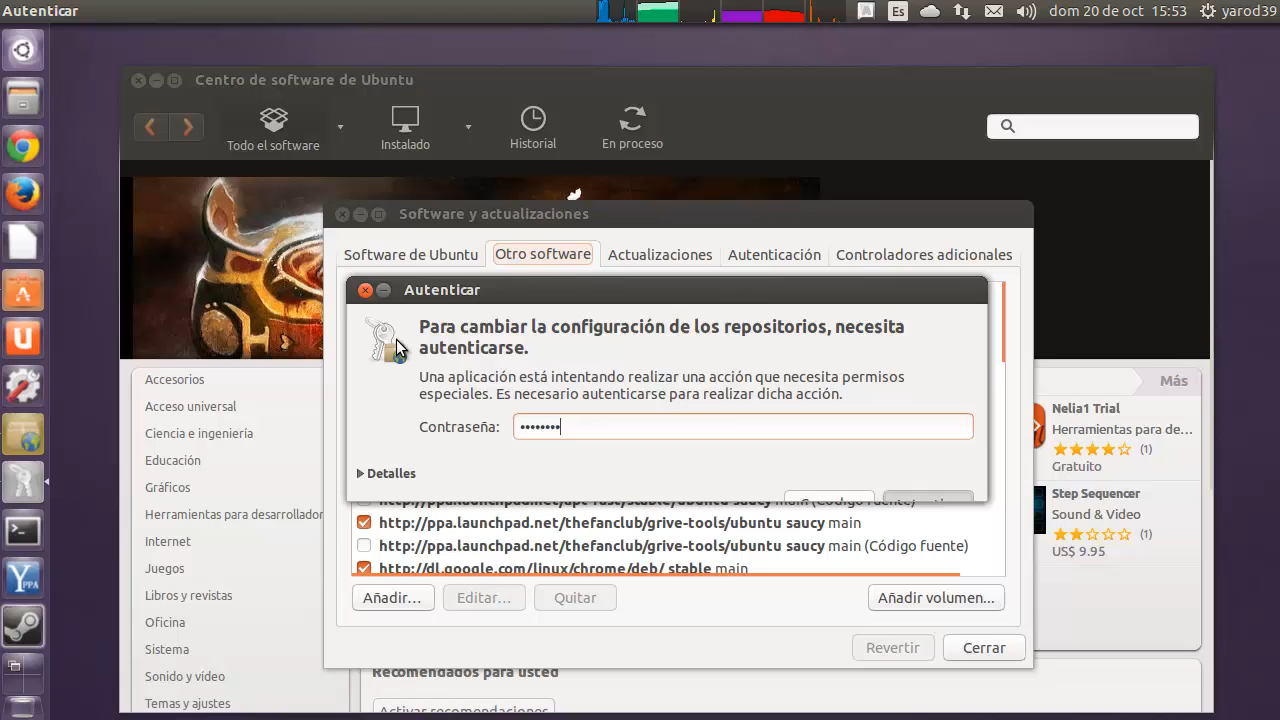 Autenticar
A
Es
dom 20 de oct 15:53
yarod39
Centro de software de Ubuntu
Todo el software
Instalado
Historial
En proceso
Software y actualizaciones
Software de Ubuntu
Otro software
Actualizaciones
Autenticación
Controladores adicionales
Autenticar
Para cambiar la configuración de los repositorios, necesita
autenticarse.
Una aplicación está intentando realizar una acción que necesita permisos
especiales. Es necesario autenticarse para realizar dicha acción.
Contraseña: ••••••••
Detalles
http://ppa.launchpad.net/thefanclub/grive-tools/ubuntu saucy main
http://ppa.launchpad.net/thefanclub/grive-tools/ubuntu saucy main (Código fuente)
http://dl.google.com/linux/chrome/deb/ stable main
Añadir...
Editar...
Quitar
Añadir volumen...
Revertir
Cerrar
Accesorios
Acceso universal
Ciencia e ingeniería
Educación
Gráficos
Herramientas para desarrollador
Internet
Juegos
Libros y revistas
Oficina
Sistema
Sonido y vídeo
Temas y ajustes
Más
Nelia1 Trial
Herramientas para de...
(1)
Gratuito
Step Sequencer
Sound & Video
(1)
US$ 9.95
Recomendados para usted
Activar recomendaciones
YPPA